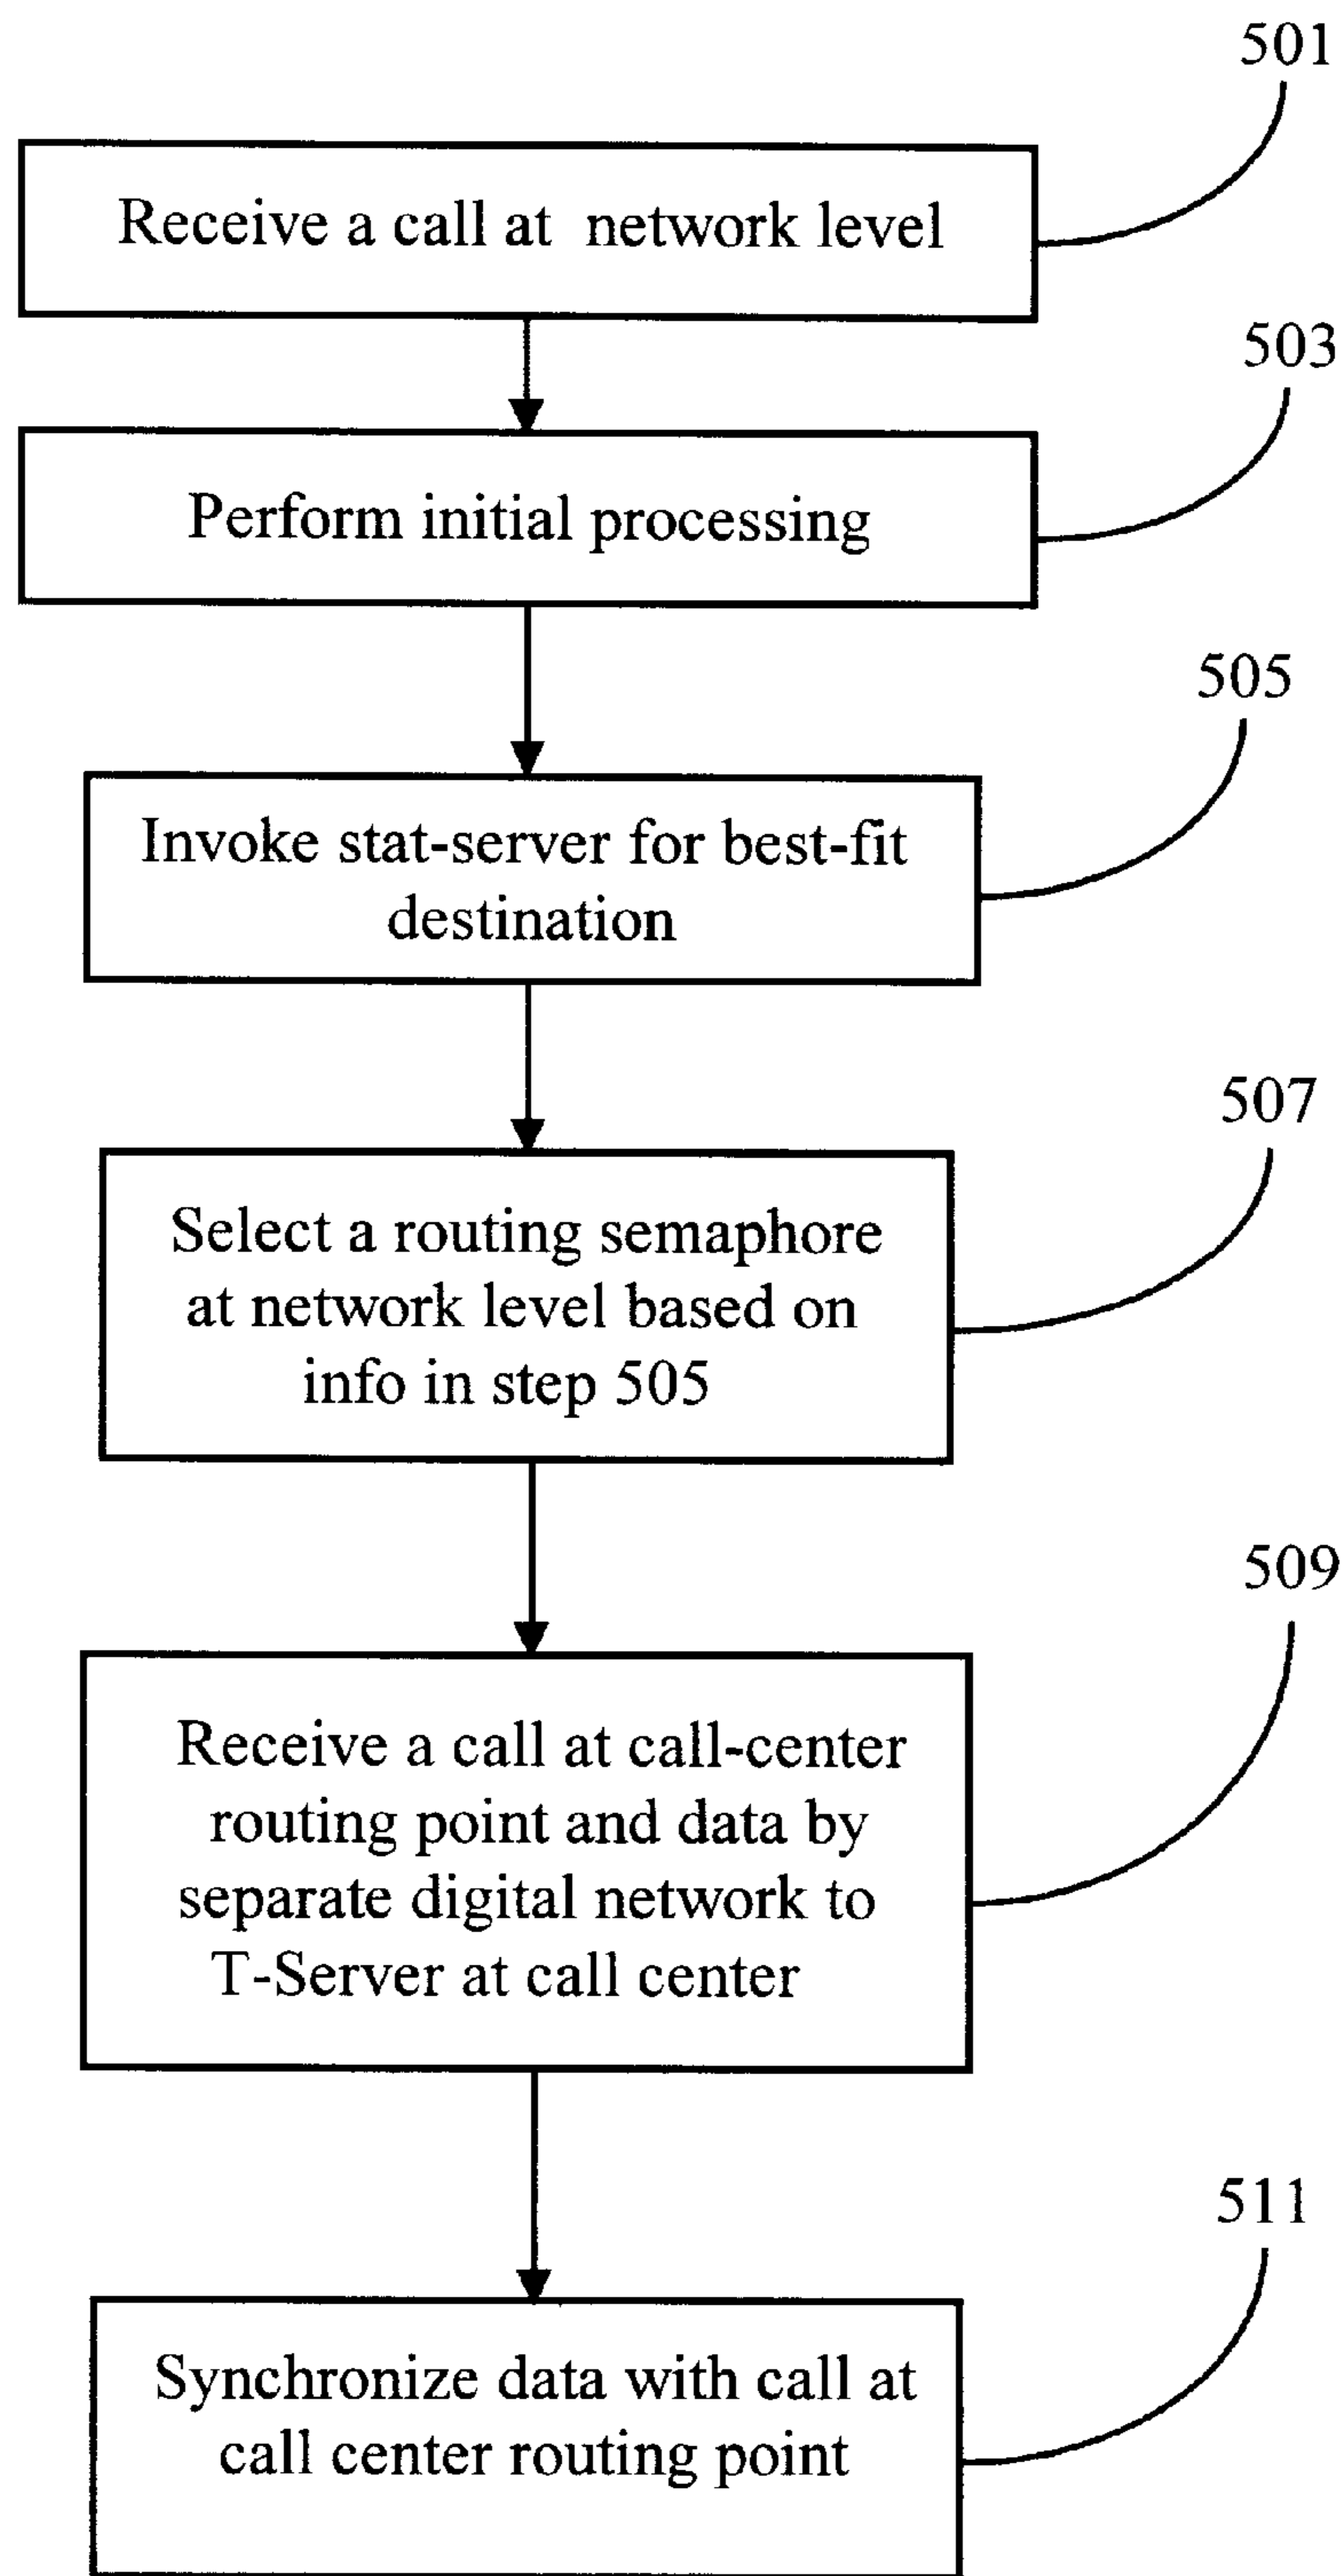 501
Receive a call at network level
503
Perform initial processing
505
Invoke stat-server for best-fit
destination
507
Select a routing semaphore
at network level based on
info in step 505
509
Receive a call at call-center
routing point and data by
separate digital network to
T-Server at call center
511
Synchronize data with call at
call center routing point